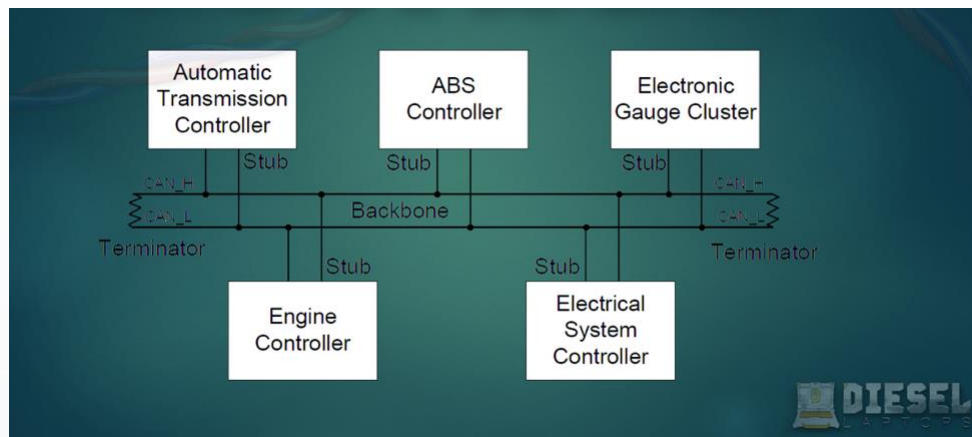 Automatic
Transmission
Controller
ABS
Controller
Electronic
Gauge Cluster
Stub
Stub
Stub
CAN_H
CAN_H
CAN_L
Backbone
CAN_L
Terminator
Terminator
Stub
Stub
Engine
Controller
Electrical
System
Controller
DIESEL
LAPTOPS